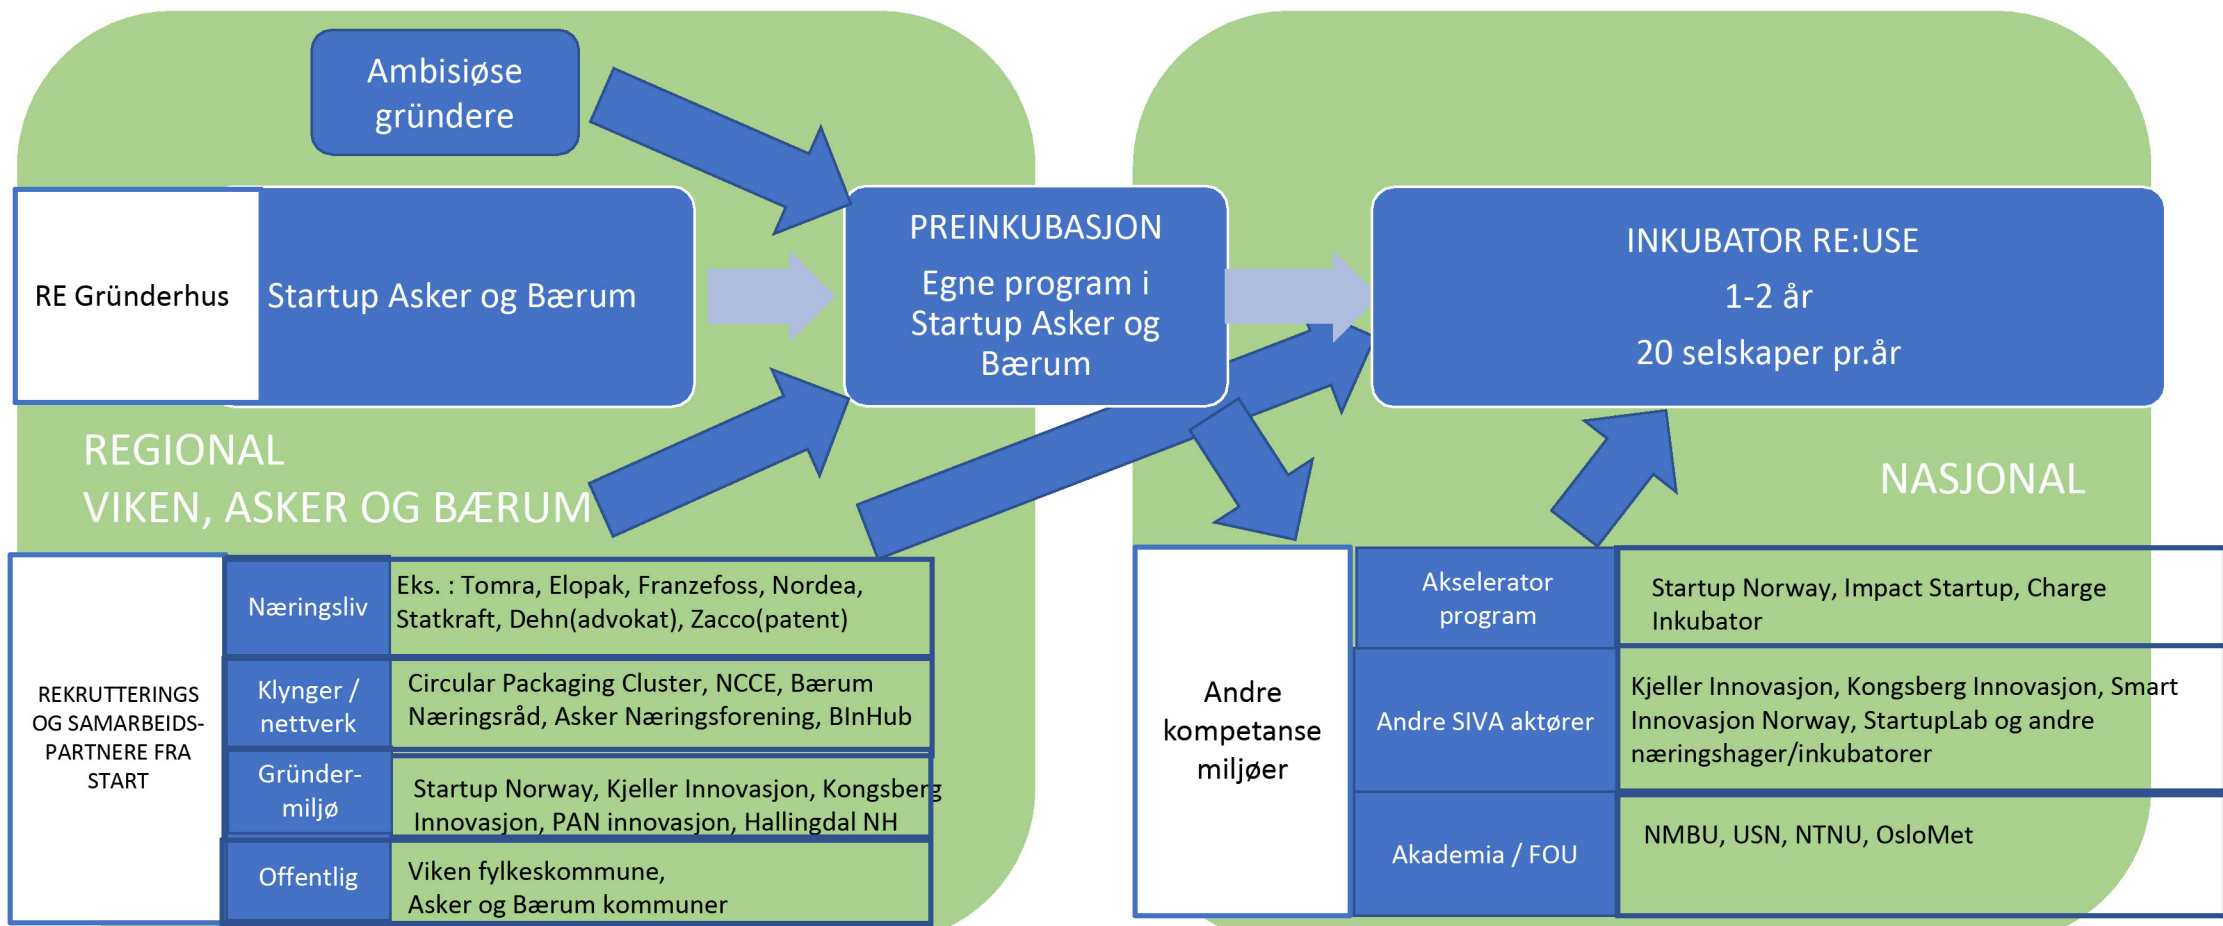 Ambisiøse
gründere
RE Gründerhus
Startup Asker og Bærum
PREINKUBASJON
Egne program i
Startup Asker og
Bærum
INKUBATOR RE:USE
1-2 år
20 selskaper pr.år
REGIONAL
VIKEN, ASKER OG BÆRUM
NASJONAL
REKRUTTERINGS
OG SAMARBEIDS-
PARTNERE FRA
START
Næringsliv
Eks. : Tomra, Elopak, Franzefoss, Nordea,
Statkraft, Dehn(advokat), Zacco(patent)
Klynger /
nettverk
Circular Packaging Cluster, NCCE, Bærum
Næringsråd, Asker Næringsforening, BInHub
Gründer-
miljø
Startup Norway, Kjeller Innovasjon, Kongsberg
Innovasjon, PAN innovasjon, Hallingdal NH
Offentlig
Viken fylkeskommune,
Asker og Bærum kommuner
Andre
kompetanse
miljøer
Akselerator
program
Startup Norway, Impact Startup, Charge
Inkubator
Andre SIVA aktører
Kjeller Innovasjon, Kongsberg Innovasjon, Smart
Innovasjon Norway, StartupLab og andre
næringshager/inkubatorer
Akademia / FOU
NMBU, USN, NTNU, OsloMet